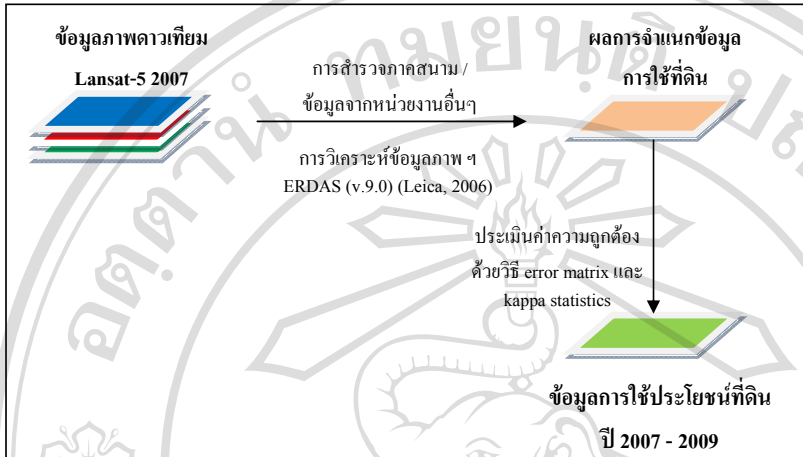 ข้อมูลภาพดาวเทียม
Lansat-5 2007
การสำรวจภาคสนาม /
ข้อมูลจากหน่วยงานอื่นๆ
การวิเคราะห์ข้อมูลภาพ ฯ
ERDAS (v.9.0) (Leica, 2006)
ผลการจำแนกข้อมูล
การใช้ที่ดิน
ประเมินค่าความถูกต้อง
ด้วยวิธี error matrix และ
kappa statistics
ข้อมูลการใช้ประโยชน์ที่ดิน
ปี 2007 - 2009